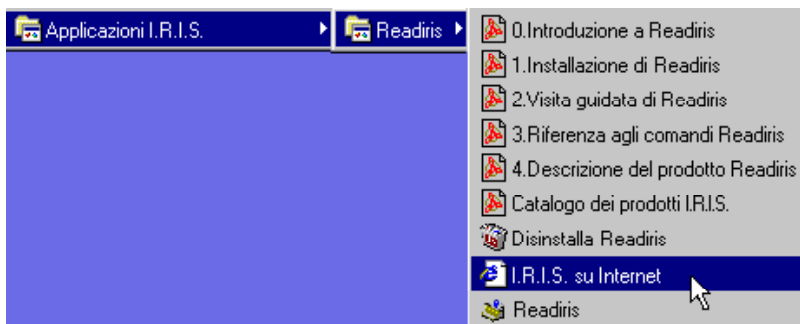 Applicazioni I.R.I.S.
Readiris
0.Introduzione a Readiris
1.Installazione di Readiris
2.Visita guidata di Readiris
3.Riferenza agli comandi Readiris
4.Descrizione del prodotto Readiris
Catalogo dei prodotti I.R.I.S.
Disinstalla Readiris
I.R.I.S. su Internet
Readiris